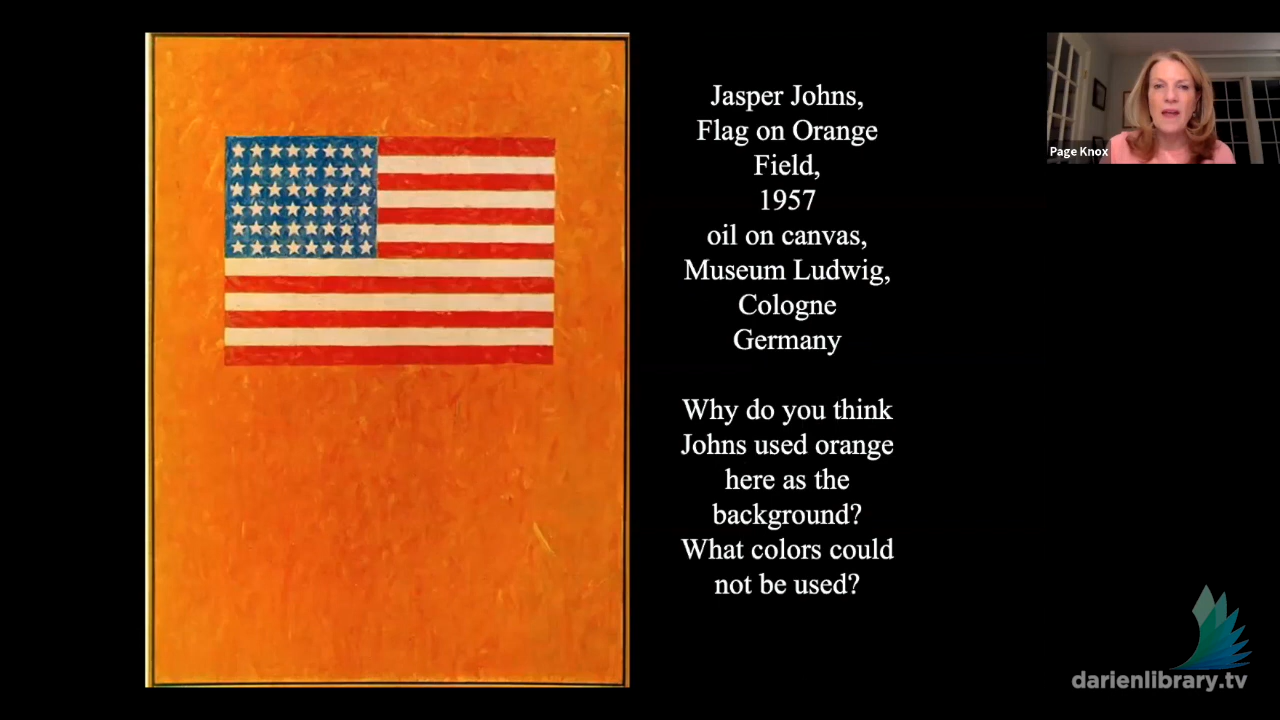 Jasper Johns,
Flag on Orange
Field,
1957
oil on canvas,
Museum Ludwig,
Cologne
Germany
Why do you think
Johns used orange
here as the
background?
What colors could
not be used?
Page Knox
darienlibrary.tv